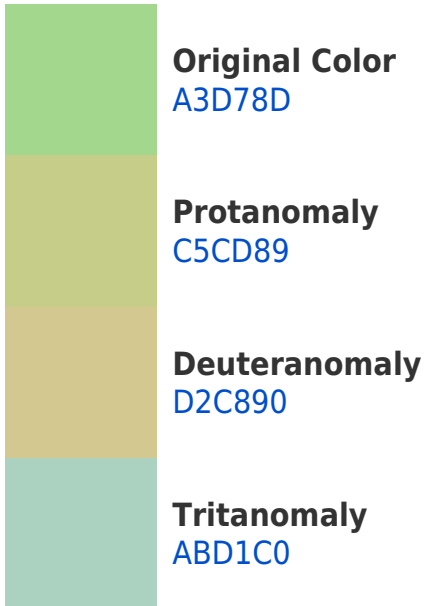 Original Color
A3D78D
Protanomaly
C5CD89
Deuteranomaly
D2C890
Tritanomaly
ABD1C0